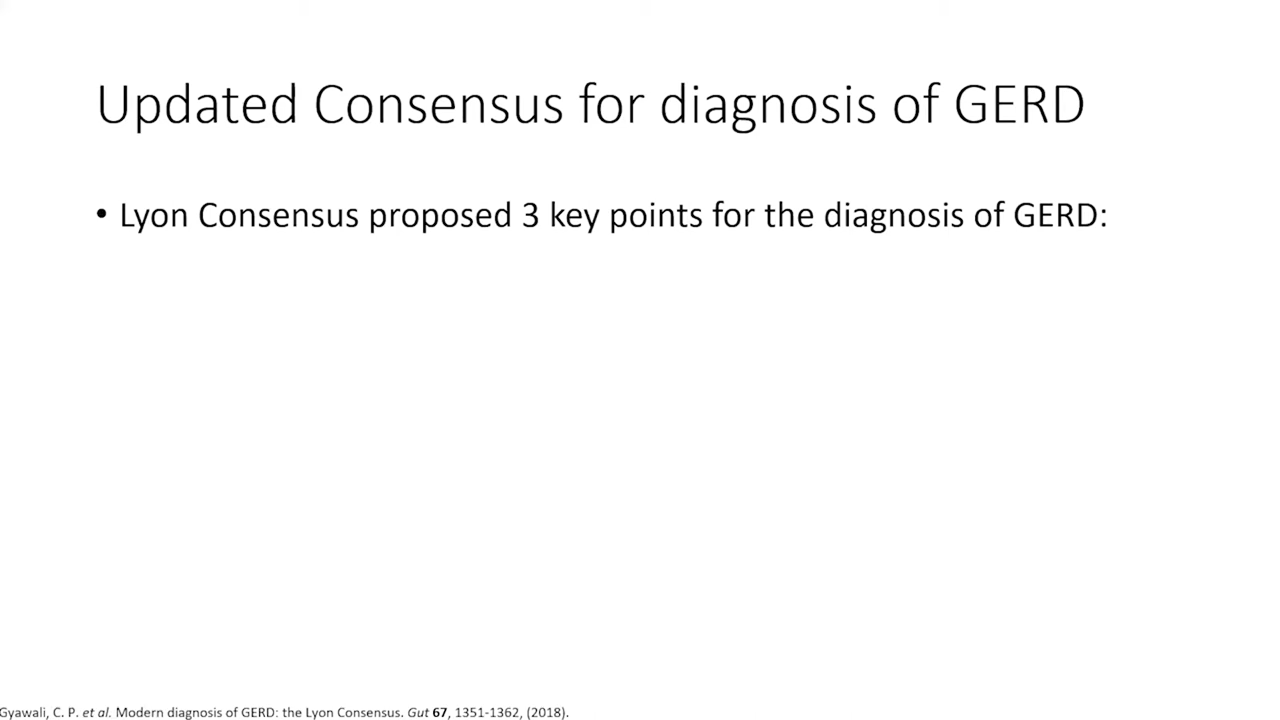 Updated Consensus for diagnosis of GERD
• Lyon Consensus proposed 3 key points for the diagnosis of GERD:
Gyawali, C. P. et al. Modern diagnosis of GERD: the Lyon Consensus. Gut 67, 1351-1362, (2018).